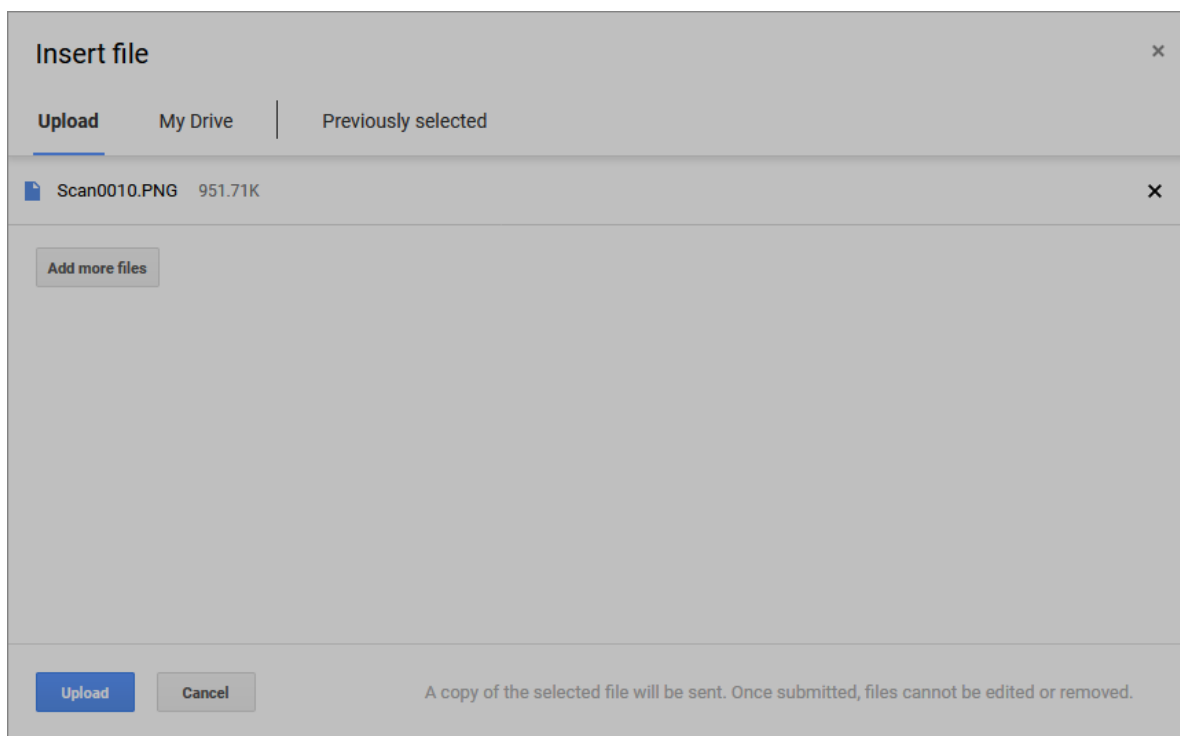 Insert file
Upload My Drive Previously selected
Scan0010.PNG 951.71K
Add more files
Upload Cancel A copy of the selected file will be sent. Once submitted, files cannot be edited or removed.